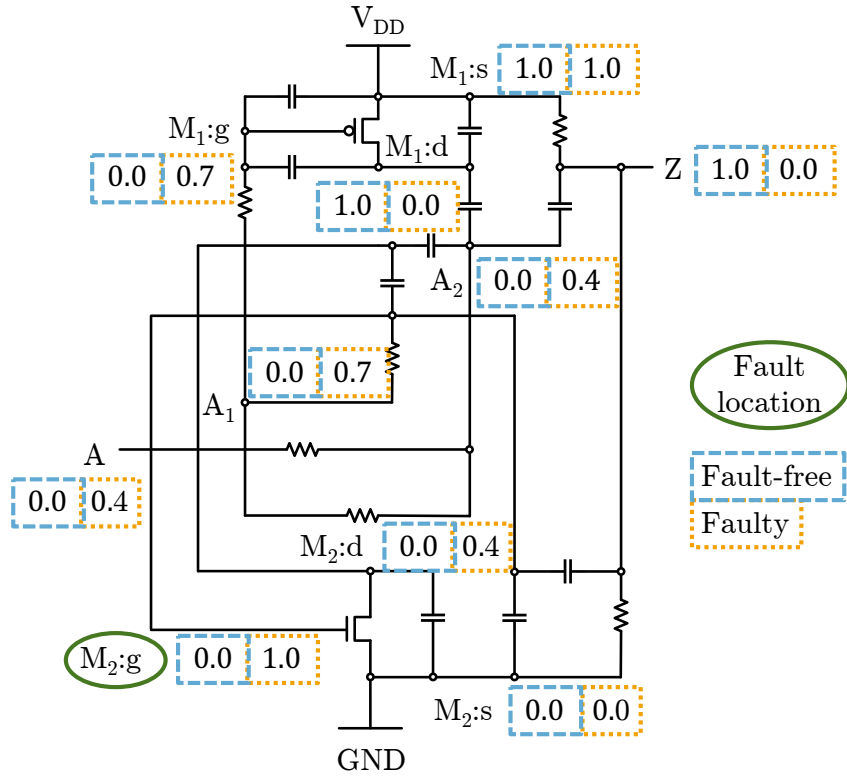 V_DD
M₁:s 1.0 1.0
M₁:g
M₁:d
Z 1.0 0.0
0.0 0.7
1.0 0.0
A₂ 0.0 0.4
0.0 0.7
Fault
location
A₁
A
Fault-free
0.0 0.4
Faulty
M₂:d 0.0 0.4
M₂:g 0.0 1.0
M₂:s 0.0 0.0
GND